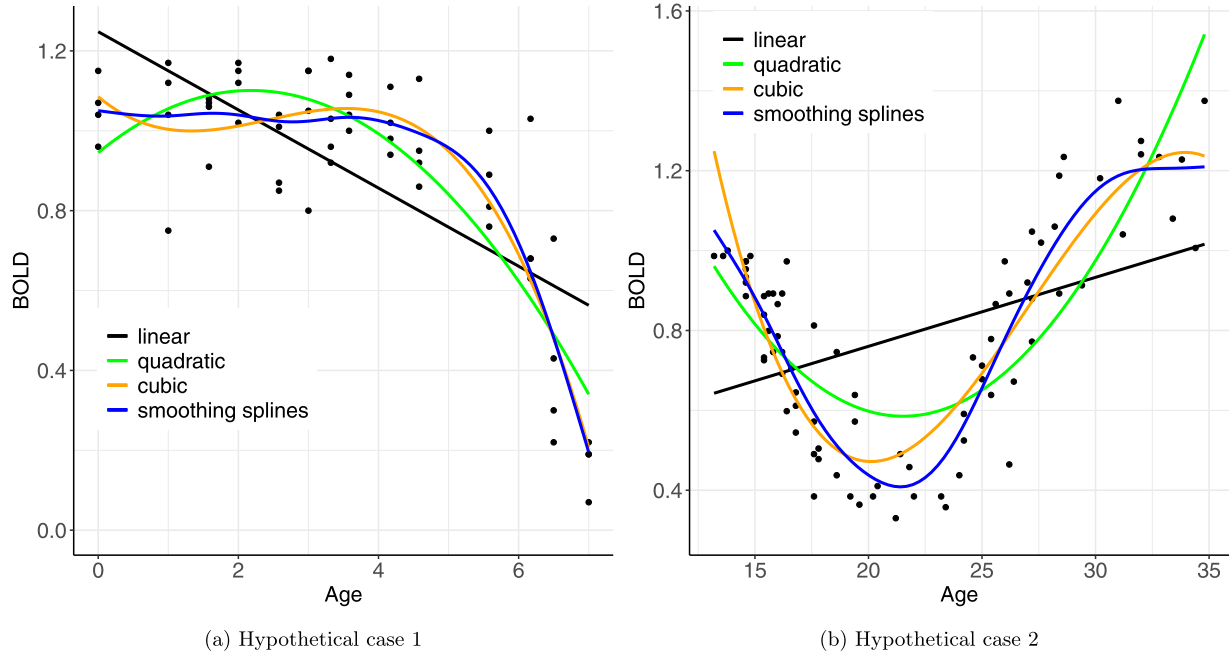 1.2
0.8
0.4
0.0
BOLD
linear
quadratic
cubic
smoothing splines
0 2 4 6
Age
(a) Hypothetical case 1
1.6
1.2
0.8
0.4
BOLD
linear
quadratic
cubic
smoothing splines
15 20 25 30 35
Age
(b) Hypothetical case 2